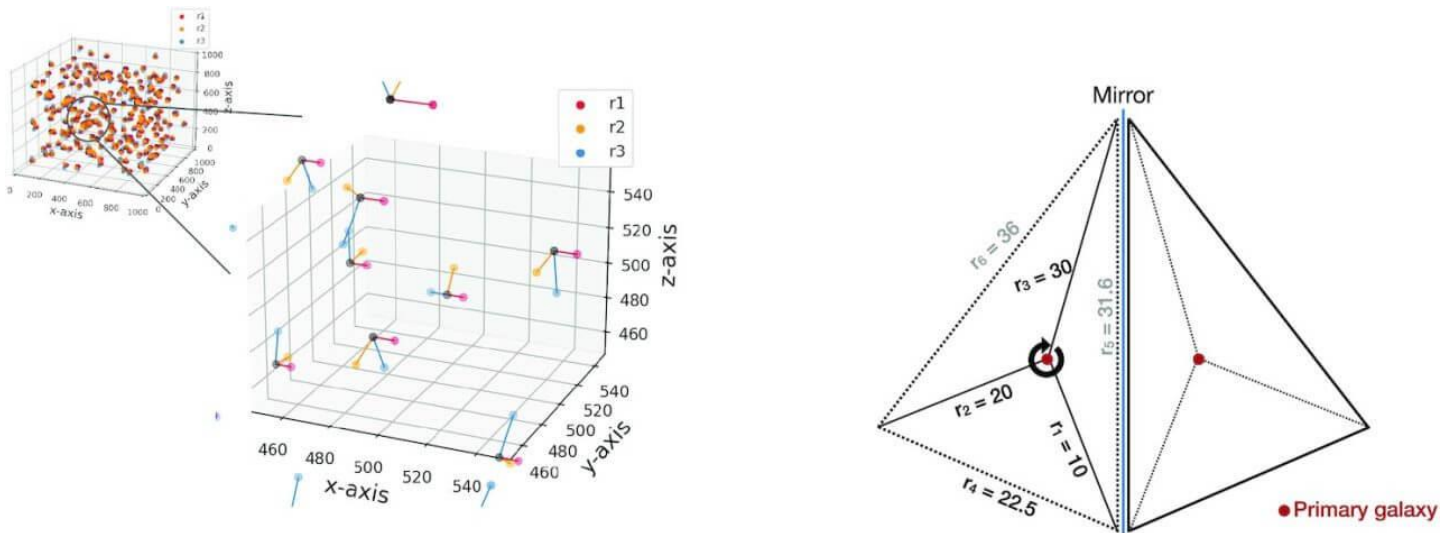 r1
r2
r3
1000
800
600
400
200
0
z-axis
1000
800
600
400
200
0
y-axis
0
200
400
600
800
1000
x-axis
r1
r2
r3
540
520
500
480
460
z-axis
540
520
500
480
460
y-axis
460
480
500
520
540
x-axis
Mirror
r₆ = 36
r₃ = 30
r₅ = 31.6
r₂ = 20
r₁ = 10
r₄ = 22.5
Primary galaxy